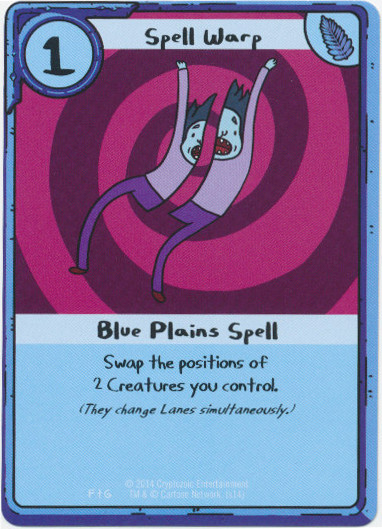 1
Spell Warp
Blue Plains Spell
Swap the positions of
2 Creatures you control.
(They change Lanes simultaneously.)
© 2014 Cryptozoic Entertainment
TM & © Cartoon Network. (s14)